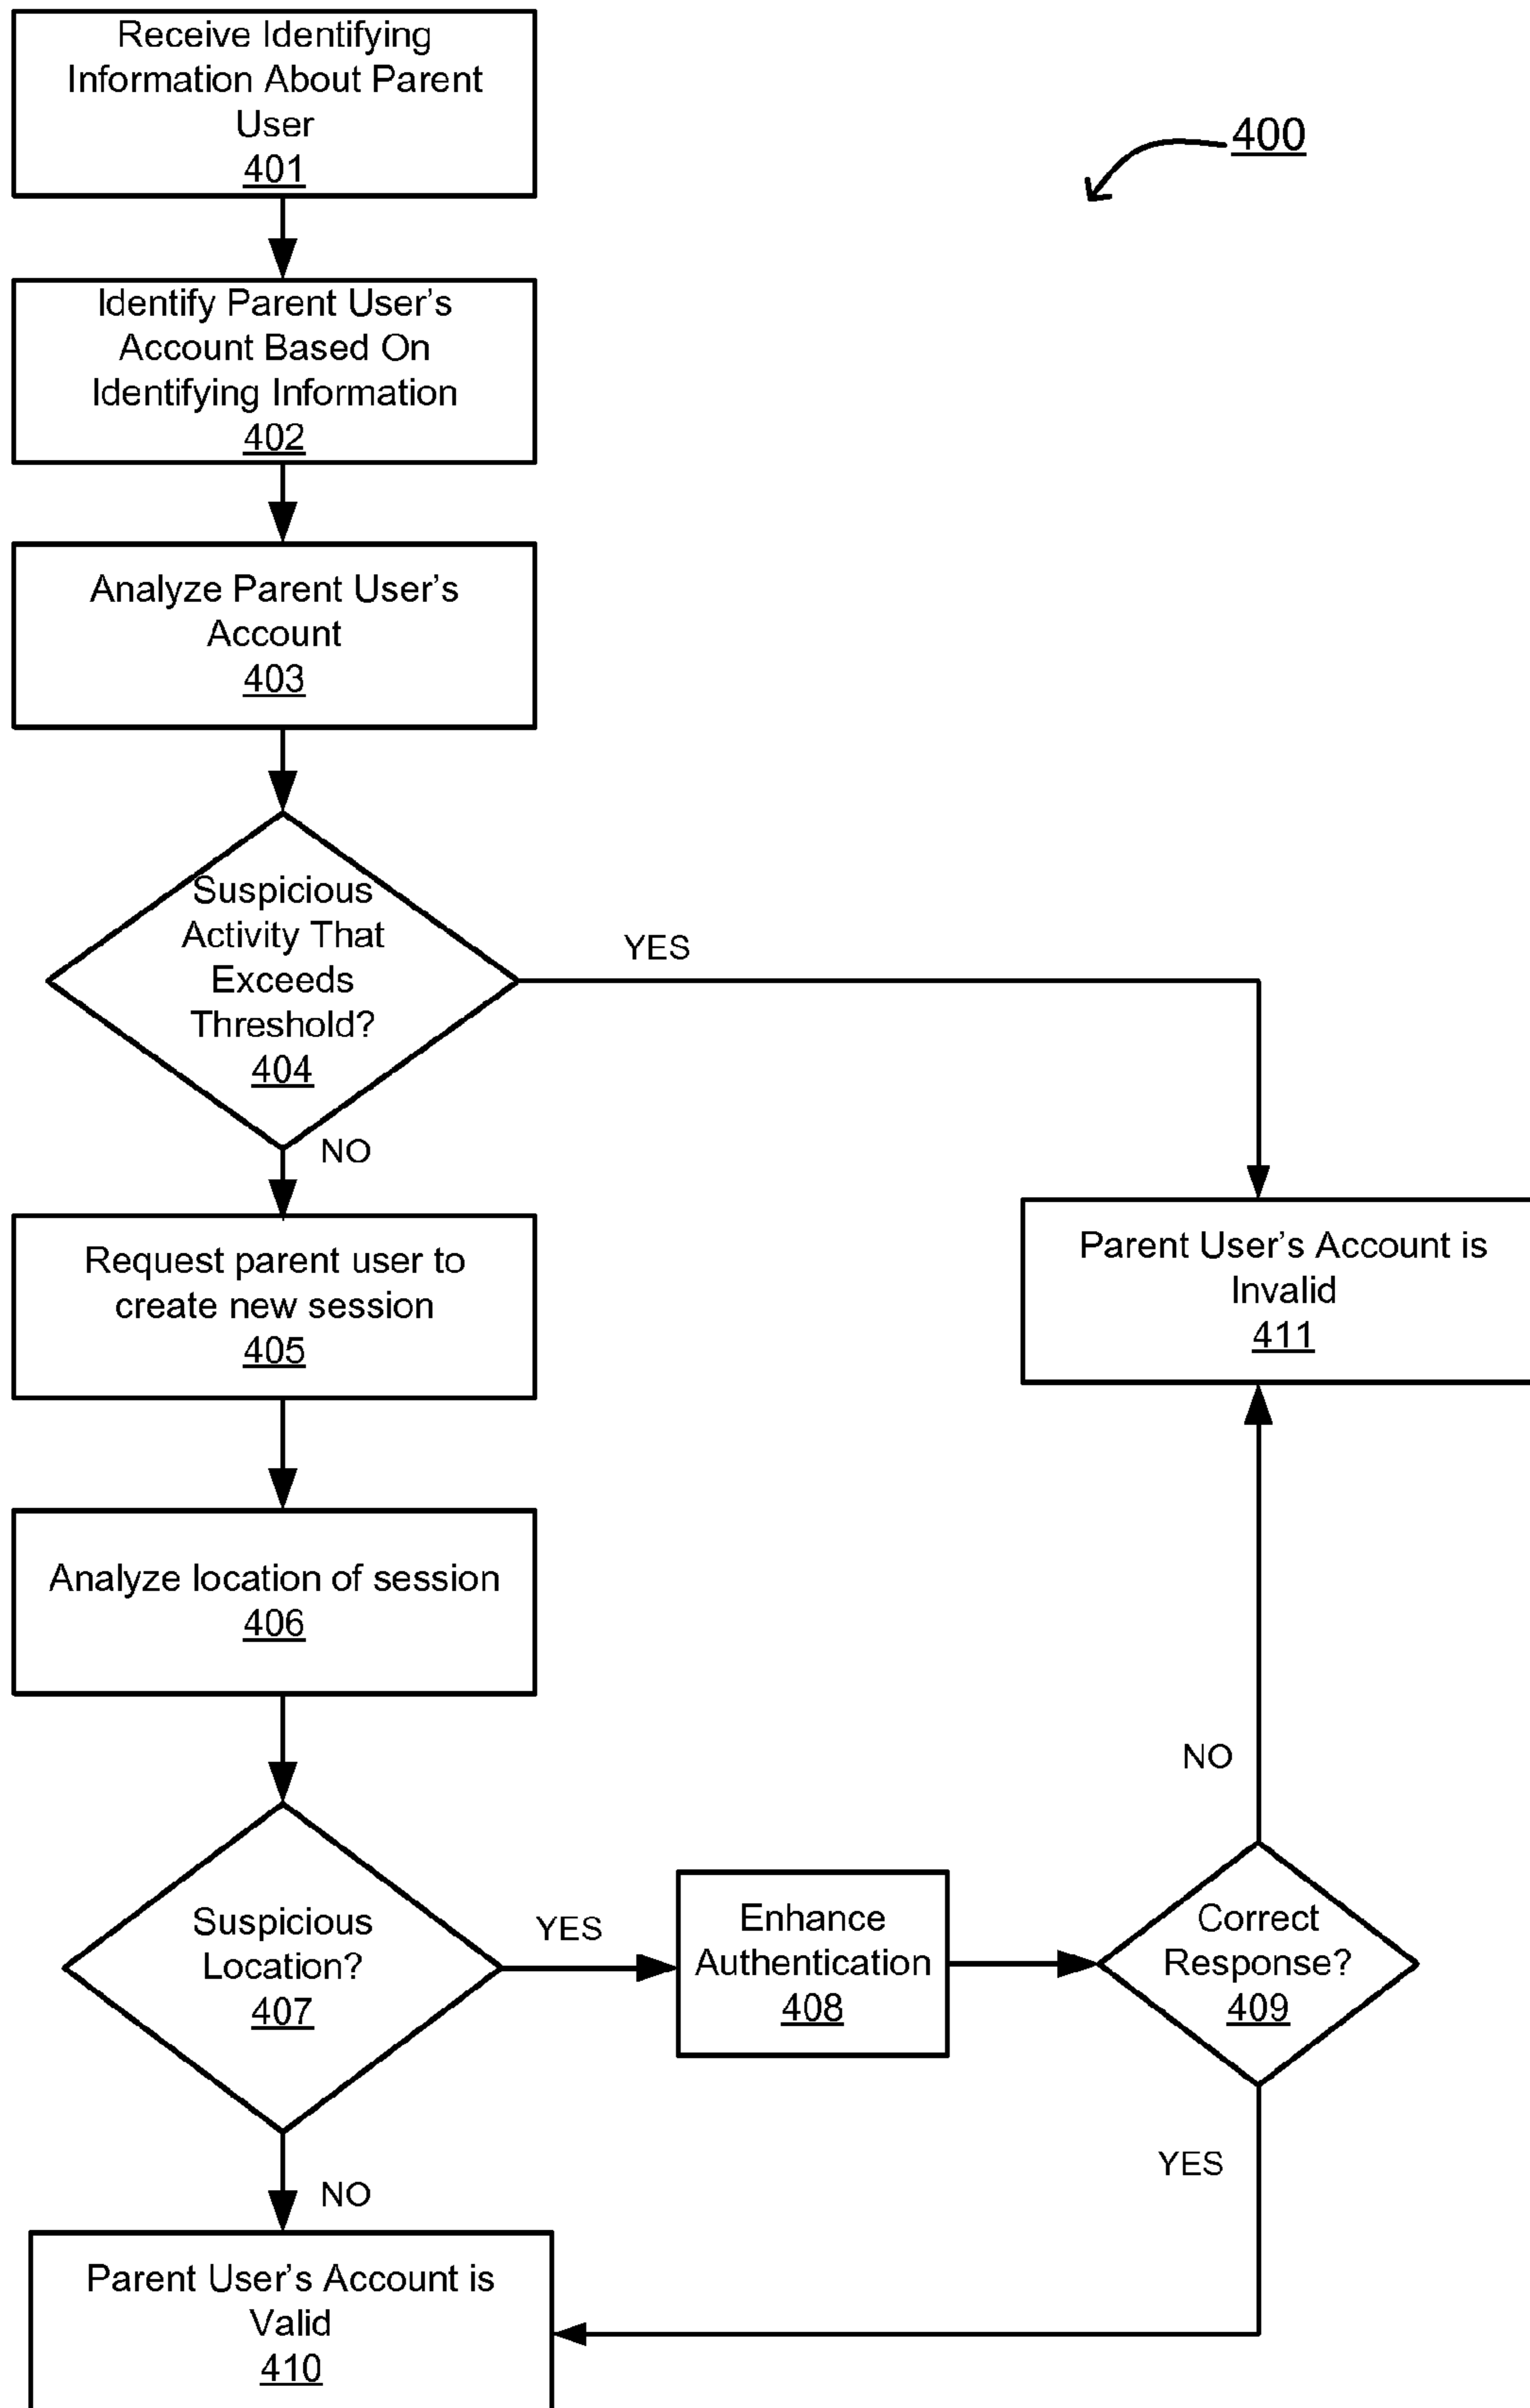 Receive Identifying
Information About Parent
User
401
400
Identify Parent User's
Account Based On
Identifying Information
402
Analyze Parent User's
Account
403
Suspicious
Activity That
Exceeds
Threshold?
404
YES
NO
Request parent user to
create new session
405
Parent User's Account is
Invalid
411
Analyze location of session
406
NO
Suspicious
Location?
407
YES
Enhance
Authentication
408
Correct
Response?
409
YES
NO
Parent User's Account is
Valid
410